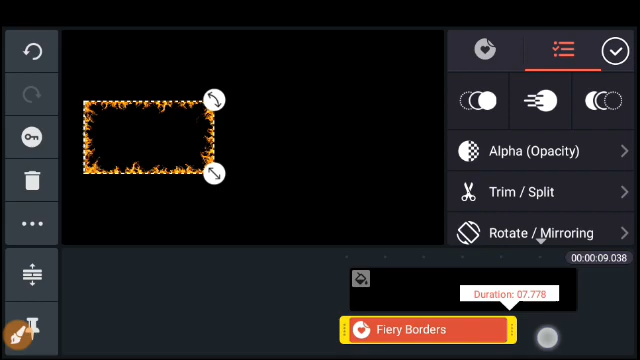 Alpha (Opacity)
Trim / Split
Rotate / Mirroring
00:00:09.038
Duration: 07.778
Fiery Borders